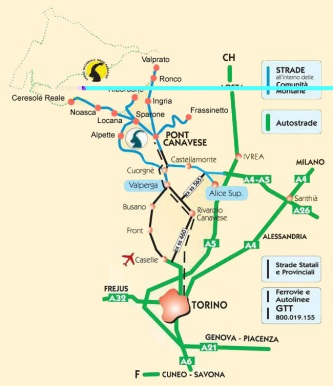 Valprato
Ronco
CH
Ceresole Reale
Noasca
Locana
Sparone
Ingria
Frassinetto
Alpette
PONT
CANAVESE
Cuorgnè
Castellamonte
IVREA
Valperga
Alice Sup.
MILANO
A4-A5
A4
Santhià
A26
Busano
Rivarolo
Canavese
Front
SS 460
A5
A4
ALESSANDRIA
Caselle
FREJUS
A32
TORINO
GENOVA - PIACENZA
A21
A6
F
CUNEO - SAVONA
STRADE
all'interno delle
Comunità
Montane
Autostrade
Strade Statali
e Provinciali
Ferrovie e
Autolinee
GTT
800.019.155